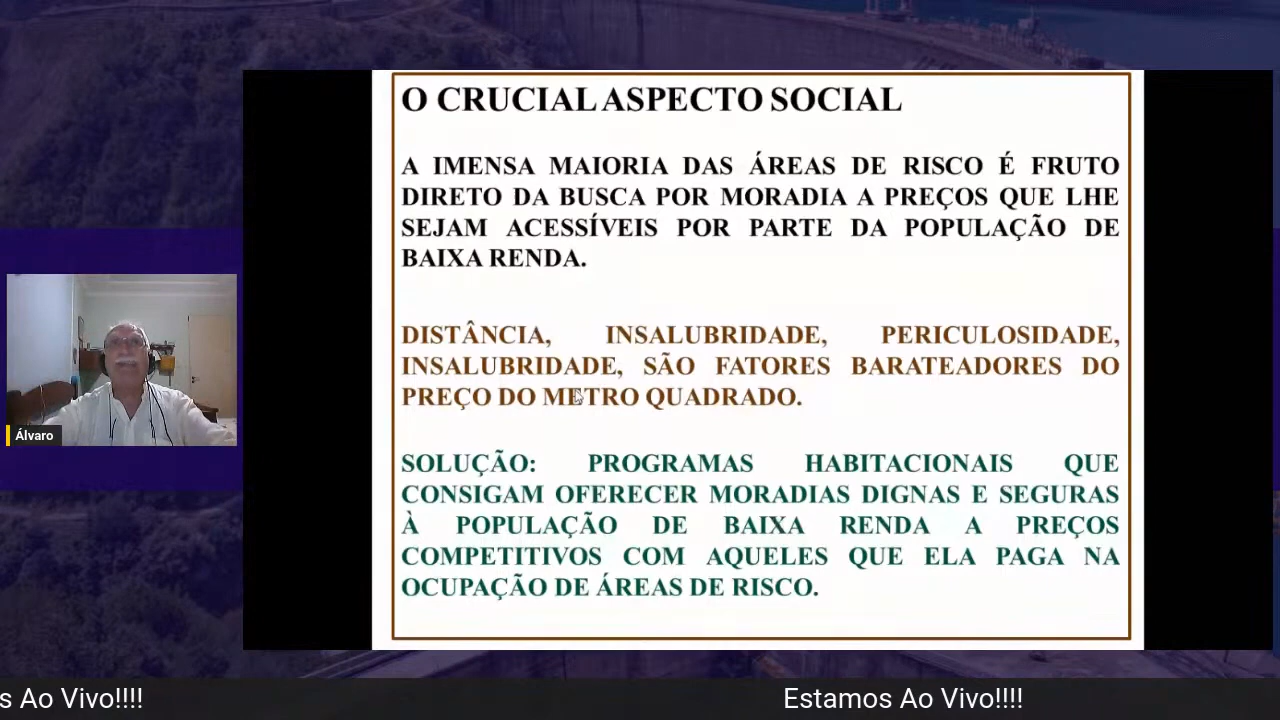 O CRUCIAL ASPECTO SOCIAL
A IMENSA MAIORIA DAS ÁREAS DE RISCO É FRUTO
DIRETO DA BUSCA POR MORADIA A PREÇOS QUE LHE
SEJAM ACESSÍVEIS POR PARTE DA POPULAÇÃO DE
BAIXA RENDA.
DISTÂNCIA, INSALUBRIDADE, PERICULOSIDADE,
INSALUBRIDADE, SÃO FATORES BARATEADORES DO
PREÇO DO METRO QUADRADO.
SOLUÇÃO: PROGRAMAS HABITACIONAIS QUE
CONSIGAM OFERECER MORADIAS DIGNAS E SEGURAS
À POPULAÇÃO DE BAIXA RENDA A PREÇOS
COMPETITIVOS COM AQUELES QUE ELA PAGA NA
OCUPAÇÃO DE ÁREAS DE RISCO.
Álvaro
s Ao Vivo!!!! Estamos Ao Vivo!!!!